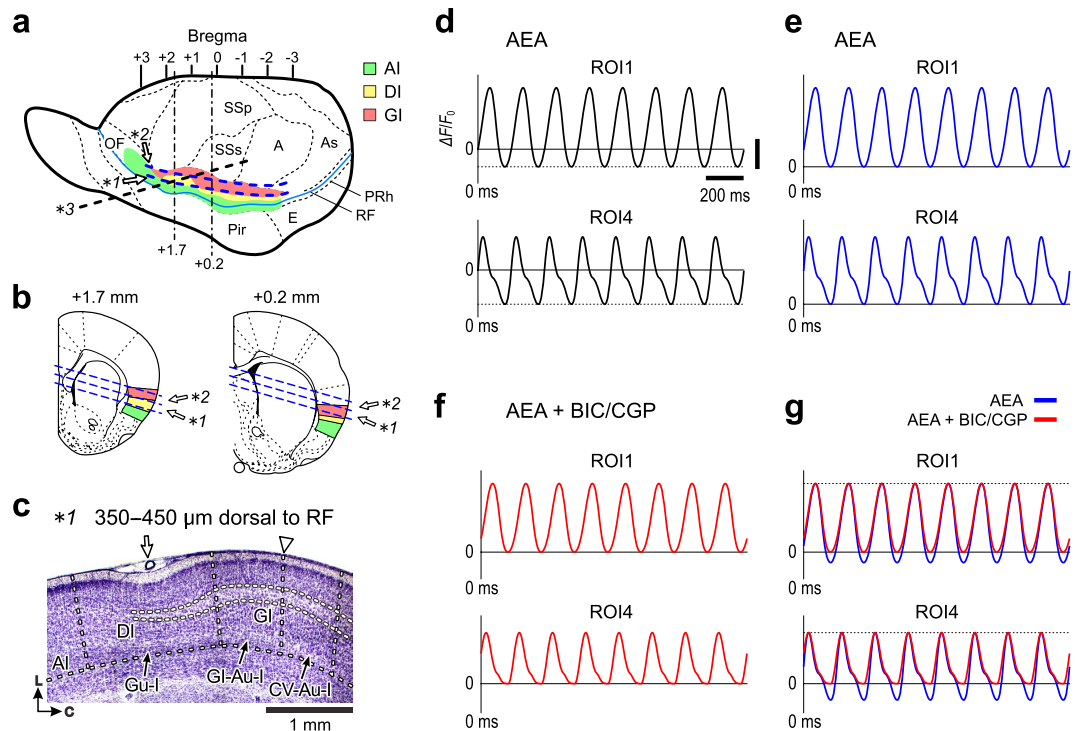 a
Bregma
+3 +2 +1 0 -1 -2 -3
AI
DI
GI
SSp
SSs
A
As
OF
*2
*1
*3
PRh
RF
E
Pir
+1.7
+0.2
b
+1.7 mm
+0.2 mm
*2
*1
*2
*1
c
*1 350–450 µm dorsal to RF
DI
GI
AI
Gu-I
GI-Au-I
CV-Au-I
L
C
1 mm
d
AEA
ROI1
ΔF/F0
0
200 ms
0 ms
ROI4
0
0 ms
e
AEA
ROI1
0
0 ms
ROI4
0
0 ms
f
AEA + BIC/CGP
ROI1
0
0 ms
ROI4
0
0 ms
g
AEA
AEA + BIC/CGP
ROI1
0
0 ms
ROI4
0
0 ms